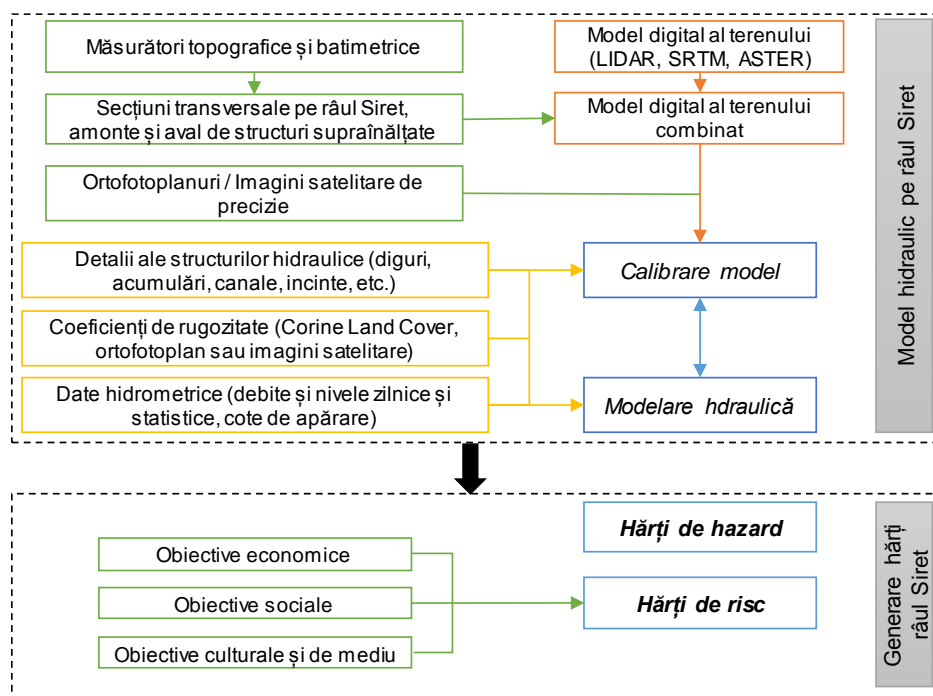 Măsurători topografice și batimetrice
Model digital al terenului
(LIDAR, SRTM, ASTER)
Secțiuni transversale pe râul Siret,
amonte și aval de structuri supraînălțate
Model digital al terenului
combinat
Ortofotoplanuri / Imagini satelitare de
precizie
Detalii ale structurilor hidraulice (diguri,
acumulări, canale, incinte, etc.)
Calibrare model
Coeficienți de rugozitate (Corine Land Cover,
ortofotoplan sau imagini satelitare)
Date hidrometrice (debite și nivele zilnice și
statistice, cote de apărare)
Modelare hdraulică
Model hidraulic pe râul Siret
Hărți de hazard
Obiective economice
Obiective sociale
Hărți de risc
Obiective culturale și de mediu
Generare hărți
râul Siret